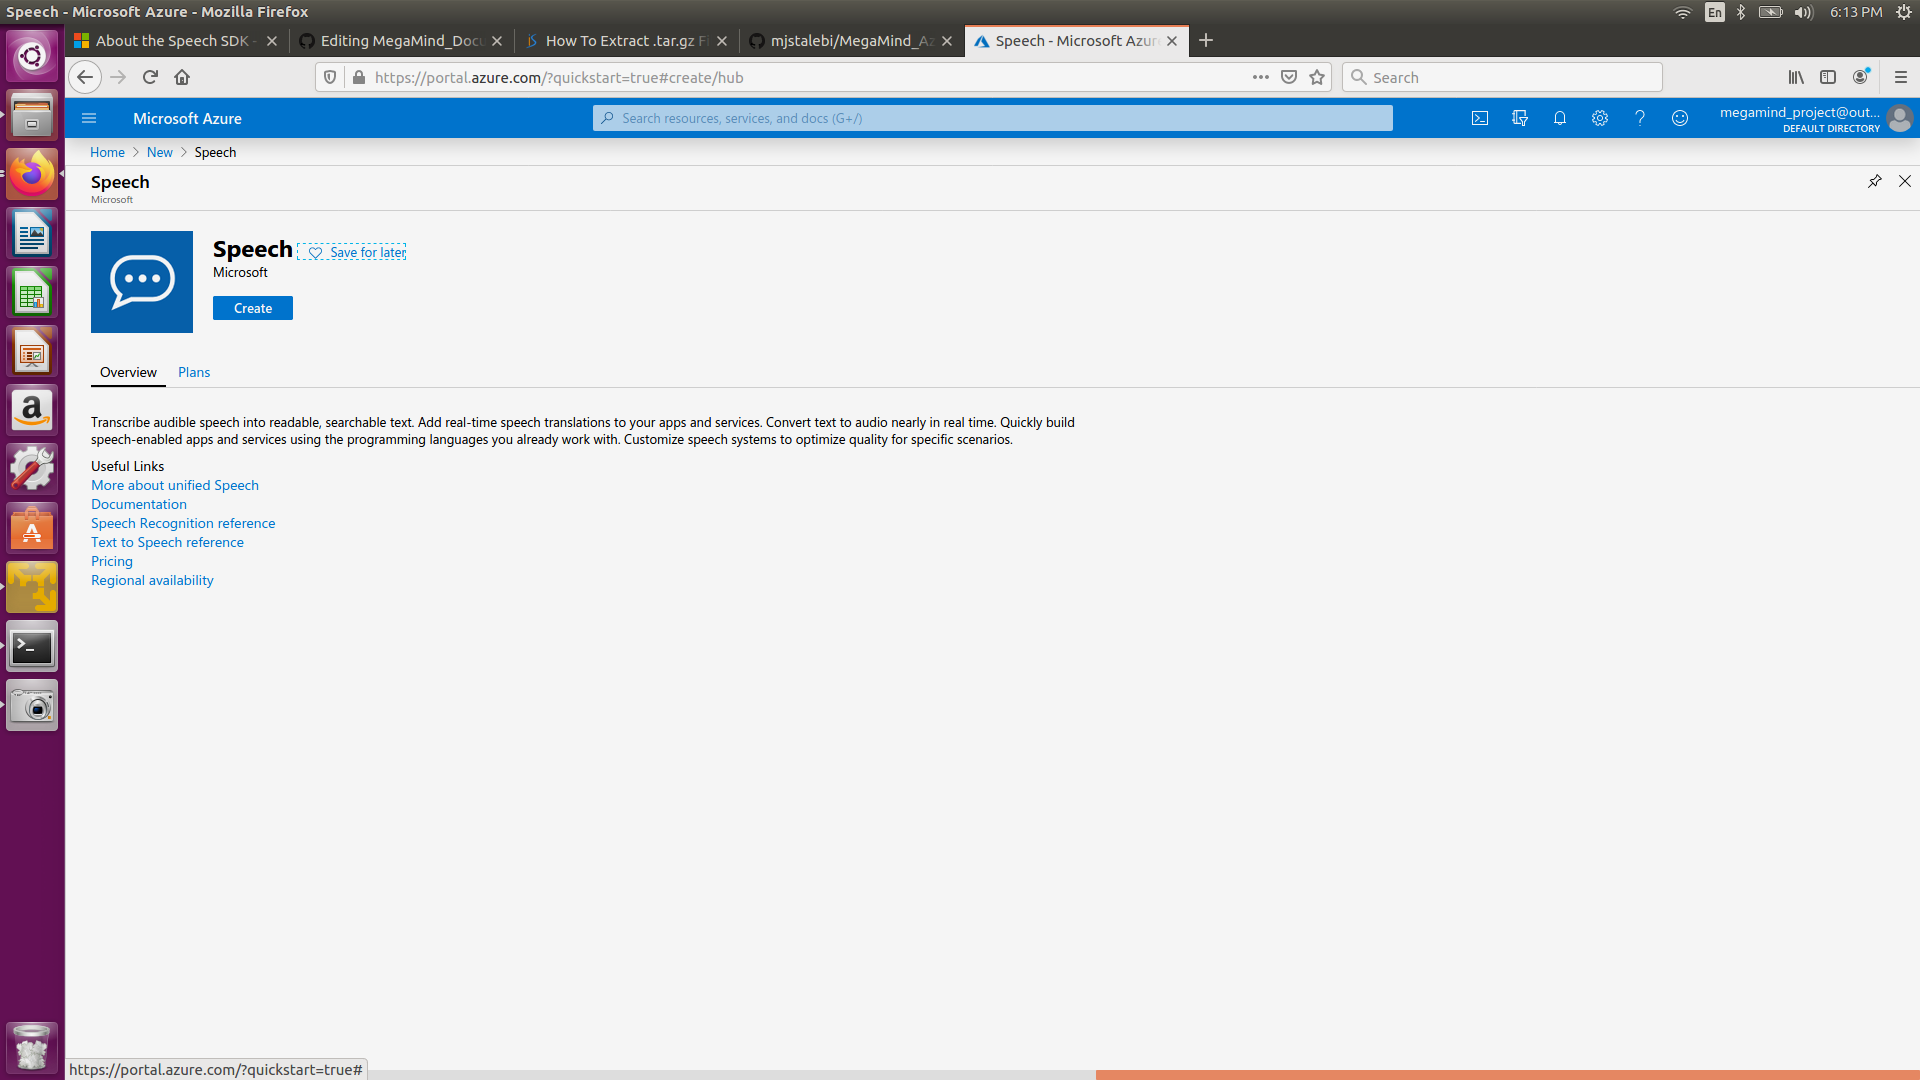 Speech - Microsoft Azure - Mozilla Firefox
En
6:13 PM
About the Speech SDK -
Editing MegaMind_Docu
How To Extract .tar.gz Fi
mjstalebi/MegaMind_Az
Speech - Microsoft Azure
https://portal.azure.com/?quickstart=true#create/hub
Search
Microsoft Azure
Search resources, services, and docs (G+/)
megamind_project@out...
DEFAULT DIRECTORY
Home > New > Speech
Speech
Microsoft
Speech
Save for later
Microsoft
Create
Overview
Plans
Transcribe audible speech into readable, searchable text. Add real-time speech translations to your apps and services. Convert text to audio nearly in real time. Quickly build
speech-enabled apps and services using the programming languages you already work with. Customize speech systems to optimize quality for specific scenarios.
Useful Links
More about unified Speech
Documentation
Speech Recognition reference
Text to Speech reference
Pricing
Regional availability
https://portal.azure.com/?quickstart=true#